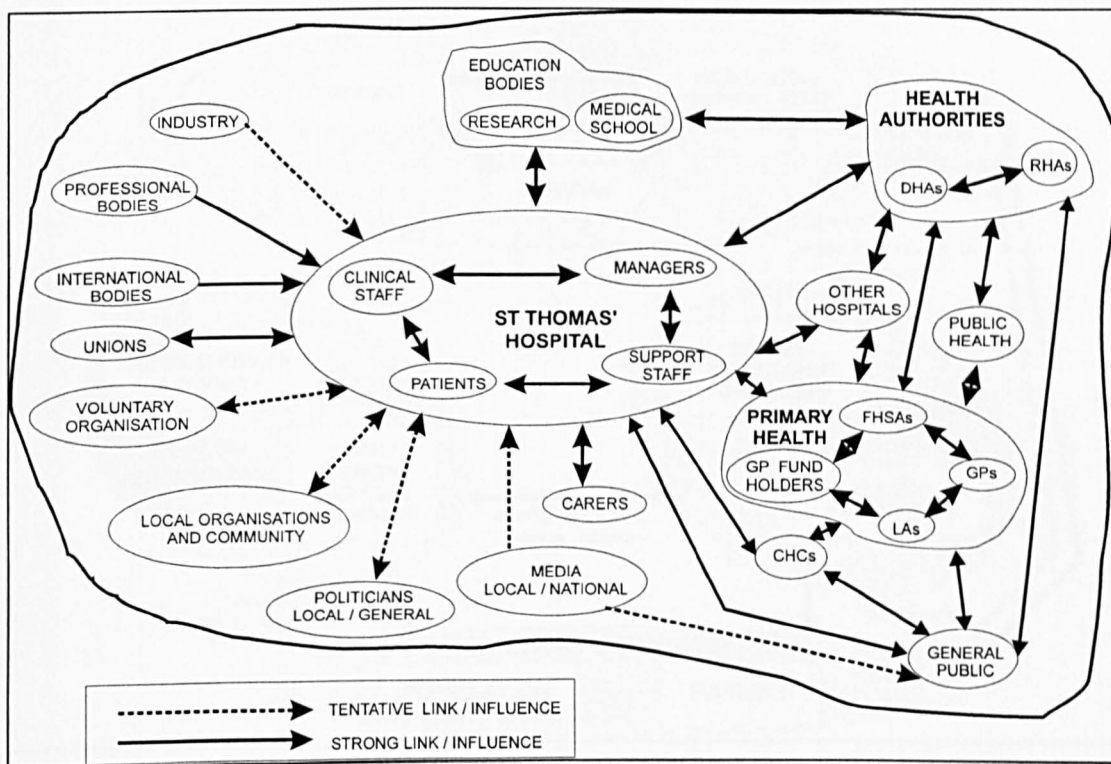 EDUCATION
BODIES
RESEARCH
MEDICAL
SCHOOL
HEALTH
AUTHORITIES
DHAs
RHAs
INDUSTRY
PROFESSIONAL
BODIES
INTERNATIONAL
BODIES
UNIONS
VOLUNTARY
ORGANISATION
LOCAL ORGANISATIONS
AND COMMUNITY
POLITICIANS
LOCAL / GENERAL
MEDIA
LOCAL / NATIONAL
CARERS
CLINICAL
STAFF
MANAGERS
ST THOMAS'
HOSPITAL
PATIENTS
SUPPORT
STAFF
OTHER
HOSPITALS
PUBLIC
HEALTH
PRIMARY
HEALTH
FHSAs
GP FUND
HOLDERS
GPs
LAs
CHCs
GENERAL
PUBLIC
TENTATIVE LINK / INFLUENCE
STRONG LINK / INFLUENCE